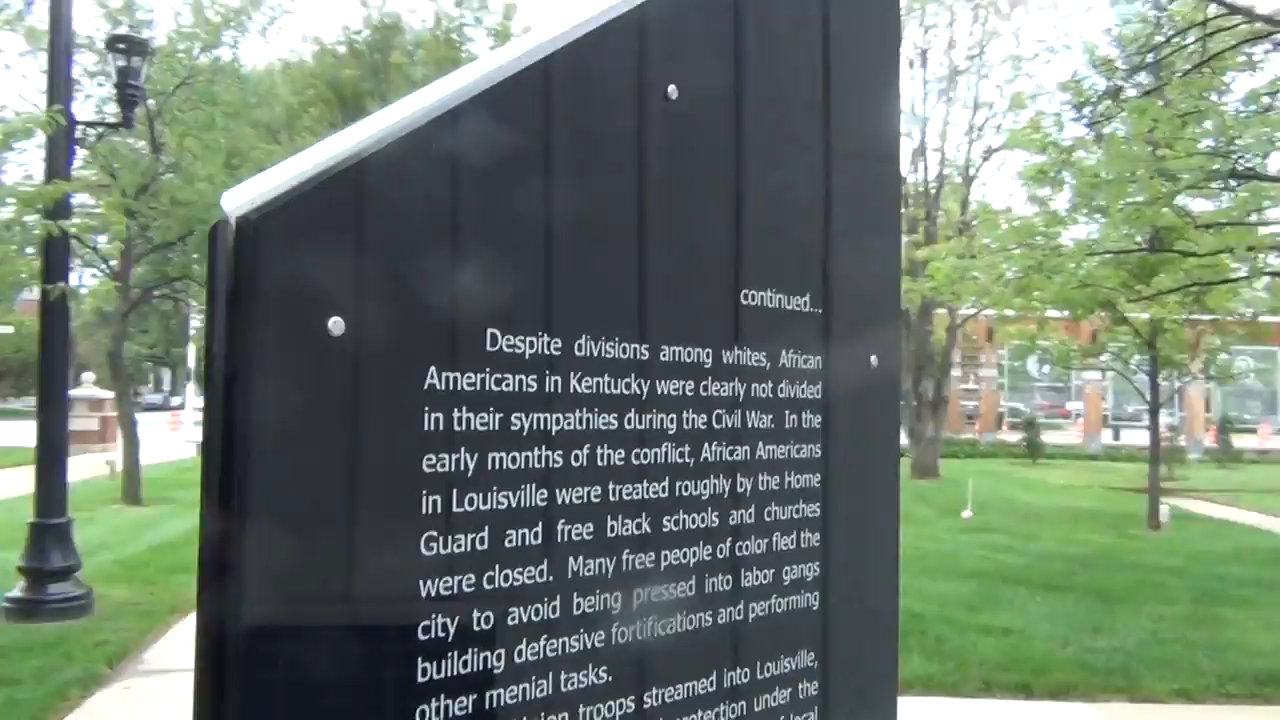 continued...
Despite divisions among whites, African
Americans in Kentucky were clearly not divided
in their sympathies during the Civil War. In the
early months of the conflict, African Americans
in Louisville were treated roughly by the Home
Guard and free black schools and churches
were closed. Many free people of color fled the
city to avoid being pressed into labor gangs
building defensive fortifications and performing
other menial tasks.
troops streamed into Louisville,
under the
local